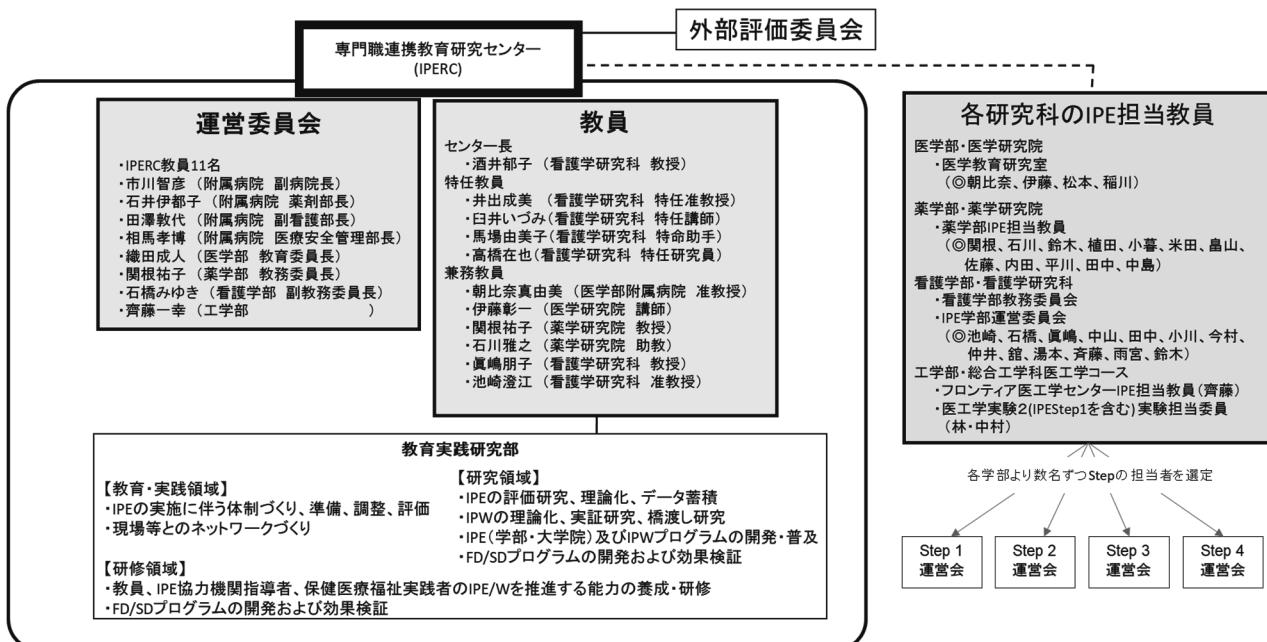 外部評価委員会
専門職連携教育研究センター
(IPERC)
運営委員会
・IPERC教員11名
・市川智彦（附属病院 副病院長）
・石井伊都子（附属病院 薬剤部長）
・田澤敦代（附属病院 副看護部長）
・相馬孝博（附属病院 医療安全管理部長）
・織田成人（医学部 教育委員長）
・関根祐子（薬学部 教務委員長）
・石橋みゆき（看護学部 副教務委員長）
・齊藤一幸（工学部　　　　　　　　）
教員
センター長
・酒井郁子（看護学研究科 教授）
特任教員
・井出成美（看護学研究科 特任准教授）
・臼井いづみ（看護学研究科 特任講師）
・馬場由美子（看護学研究科 特命助手）
・高橋在也（看護学研究科 特任研究員）
兼務教員
・朝比奈真由美（医学部附属病院 准教授）
・伊藤彰一（医学研究院 講師）
・関根祐子（薬学研究院 教授）
・石川雅之（薬学研究院 助教）
・眞嶋朋子（看護学研究科 教授）
・池崎澄江（看護学研究科 准教授）
教育実践研究部
【教育・実践領域】
・IPEの実施に伴う体制づくり、準備、調整、評価
・現場等とのネットワークづくり
【研究領域】
・IPEの評価研究、理論化、データ蓄積
・IPWの理論化、実証研究、橋渡し研究
・IPE（学部・大学院）及びIPWプログラムの開発・普及
・FD/SDプログラムの開発および効果検証
【研修領域】
・教員、IPE協力機関指導者、保健医療福祉実践者のIPE/Wを推進する能力の養成・研修
・FD/SDプログラムの開発および効果検証
各研究科のIPE担当教員
医学部・医学研究院
・医学教育研究室
（◎朝比奈、伊藤、松本、稲川）
薬学部・薬学研究院
・薬学部IPE担当教員
（◎関根、石川、鈴木、植田、小暮、米田、畠山、
佐藤、内田、平川、田中、中島）
看護学部・看護学研究科
・看護学部教務委員会
・IPE学部運営委員会
（◎池崎、石橋、眞嶋、中山、田中、小川、今村、
仲井、舘、湯本、斉藤、雨宮、鈴木）
工学部・総合工学科医工学コース
・フロンティア医工学センターIPE担当教員（齊藤）
・医工学実験2(IPEStep1を含む)実験担当委員
（林・中村）
各学部より数名ずつStepの担当者を選定
Step 1
運営会
Step 2
運営会
Step 3
運営会
Step 4
運営会